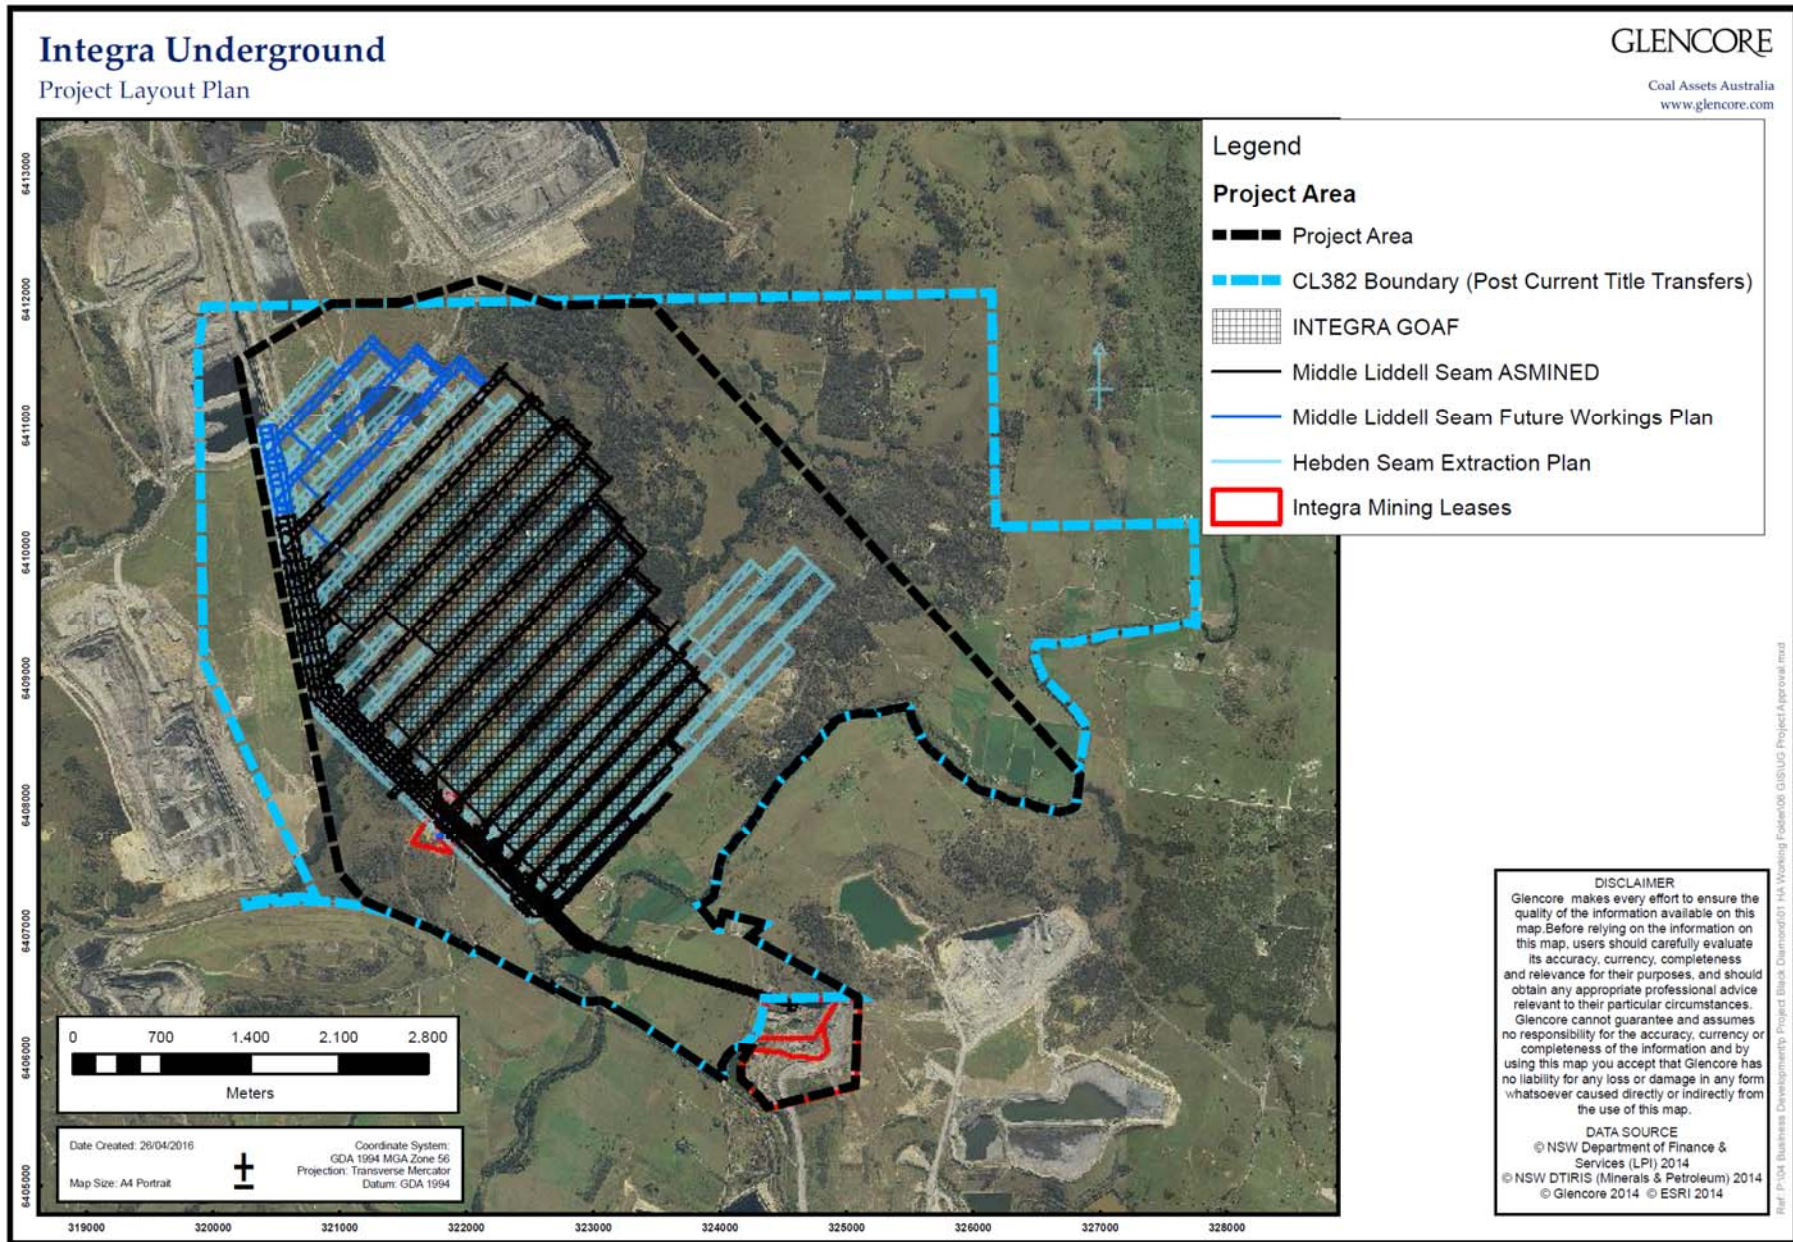 Integra Underground
Project Layout Plan
GLENCORE
Coal Assets Australia
www.glencore.com
Legend
Project Area
Project Area
CL382 Boundary (Post Current Title Transfers)
INTEGRA GOAF
Middle Liddell Seam ASMINED
Middle Liddell Seam Future Workings Plan
Hebden Seam Extraction Plan
Integra Mining Leases
6413000
6412000
6411000
6410000
6409000
6408000
6407000
6406000
6405000
319000 320000 321000 322000 323000 324000 325000 326000 327000 328000
0 700 1.400 2.100 2.800
Meters
Date Created: 26/04/2016
Map Size: A4 Portrait
Coordinate System:
GDA 1994 MGA Zone 56
Projection: Transverse Mercator
Datum: GDA 1994
DISCLAIMER
Glencore makes every effort to ensure the
quality of the information available on this
map.Before relying on the information on
this map, users should carefully evaluate
its accuracy, currency, completeness
and relevance for their purposes, and should
obtain any appropriate professional advice
relevant to their particular circumstances.
Glencore cannot guarantee and assumes
no responsibility for the accuracy, currency or
completeness of the information and by
using this map you accept that Glencore has
no liability for any loss or damage in any form
whatsoever caused directly or indirectly from
the use of this map.
DATA SOURCE
© NSW Department of Finance &
Services (LPI) 2014
© NSW DTIRIS (Minerals & Petroleum) 2014
© Glencore 2014 © ESRI 2014